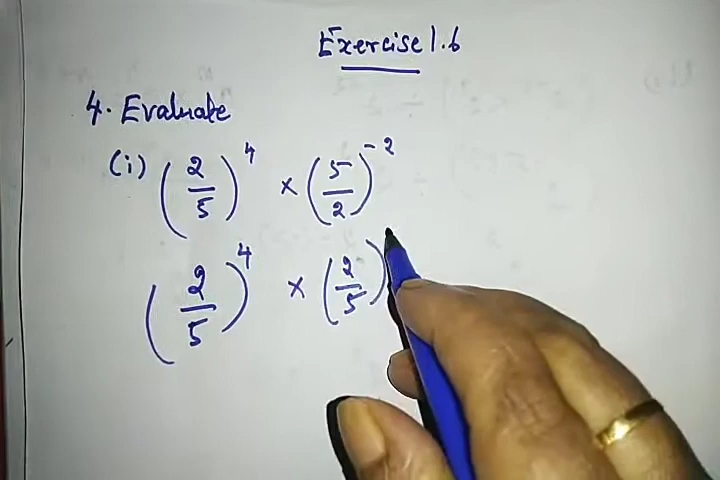 Exercise 1.6
4. Evaluate
(i) (2/5)^4 × (5/2)^-2
(2/5)^4 × (2/5)